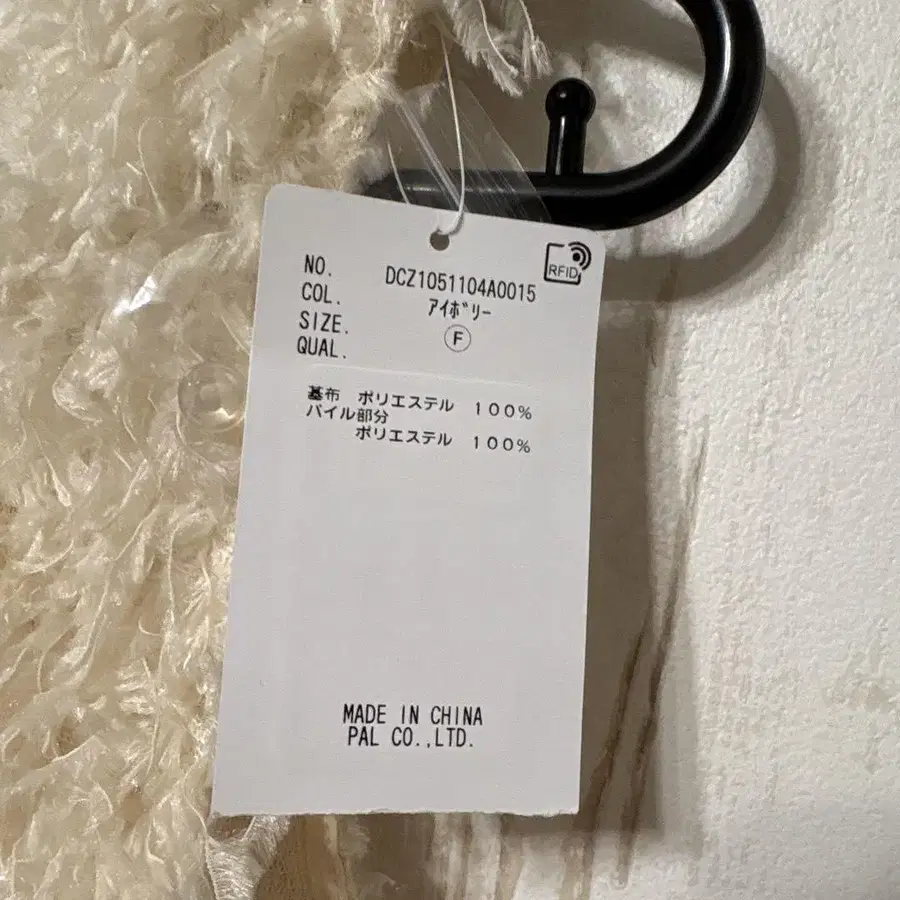 RFID
NO. DCZ1051104A0015
COL. アイボリー
SIZE. F
QUAL.
基布 ポリエステル 100%
パイル部分
ポリエステル 100%
MADE IN CHINA
PAL CO.,LTD.